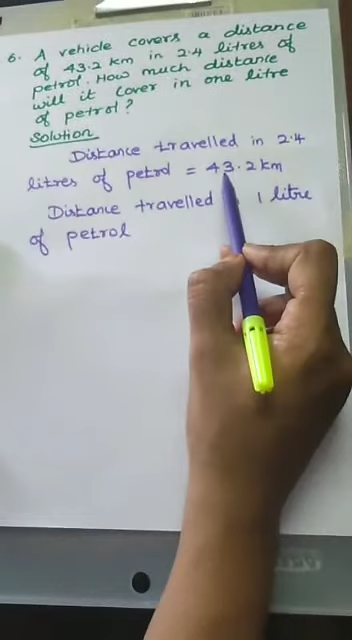 6. A vehicle covers a distance
of 43.2 km in 2.4 litres of
petrol. How much distance
will it cover in one litre
of petrol?
Solution
Distance travelled in 2.4
litres of petrol = 43.2 km
Distance travelled 1 litre
of petrol